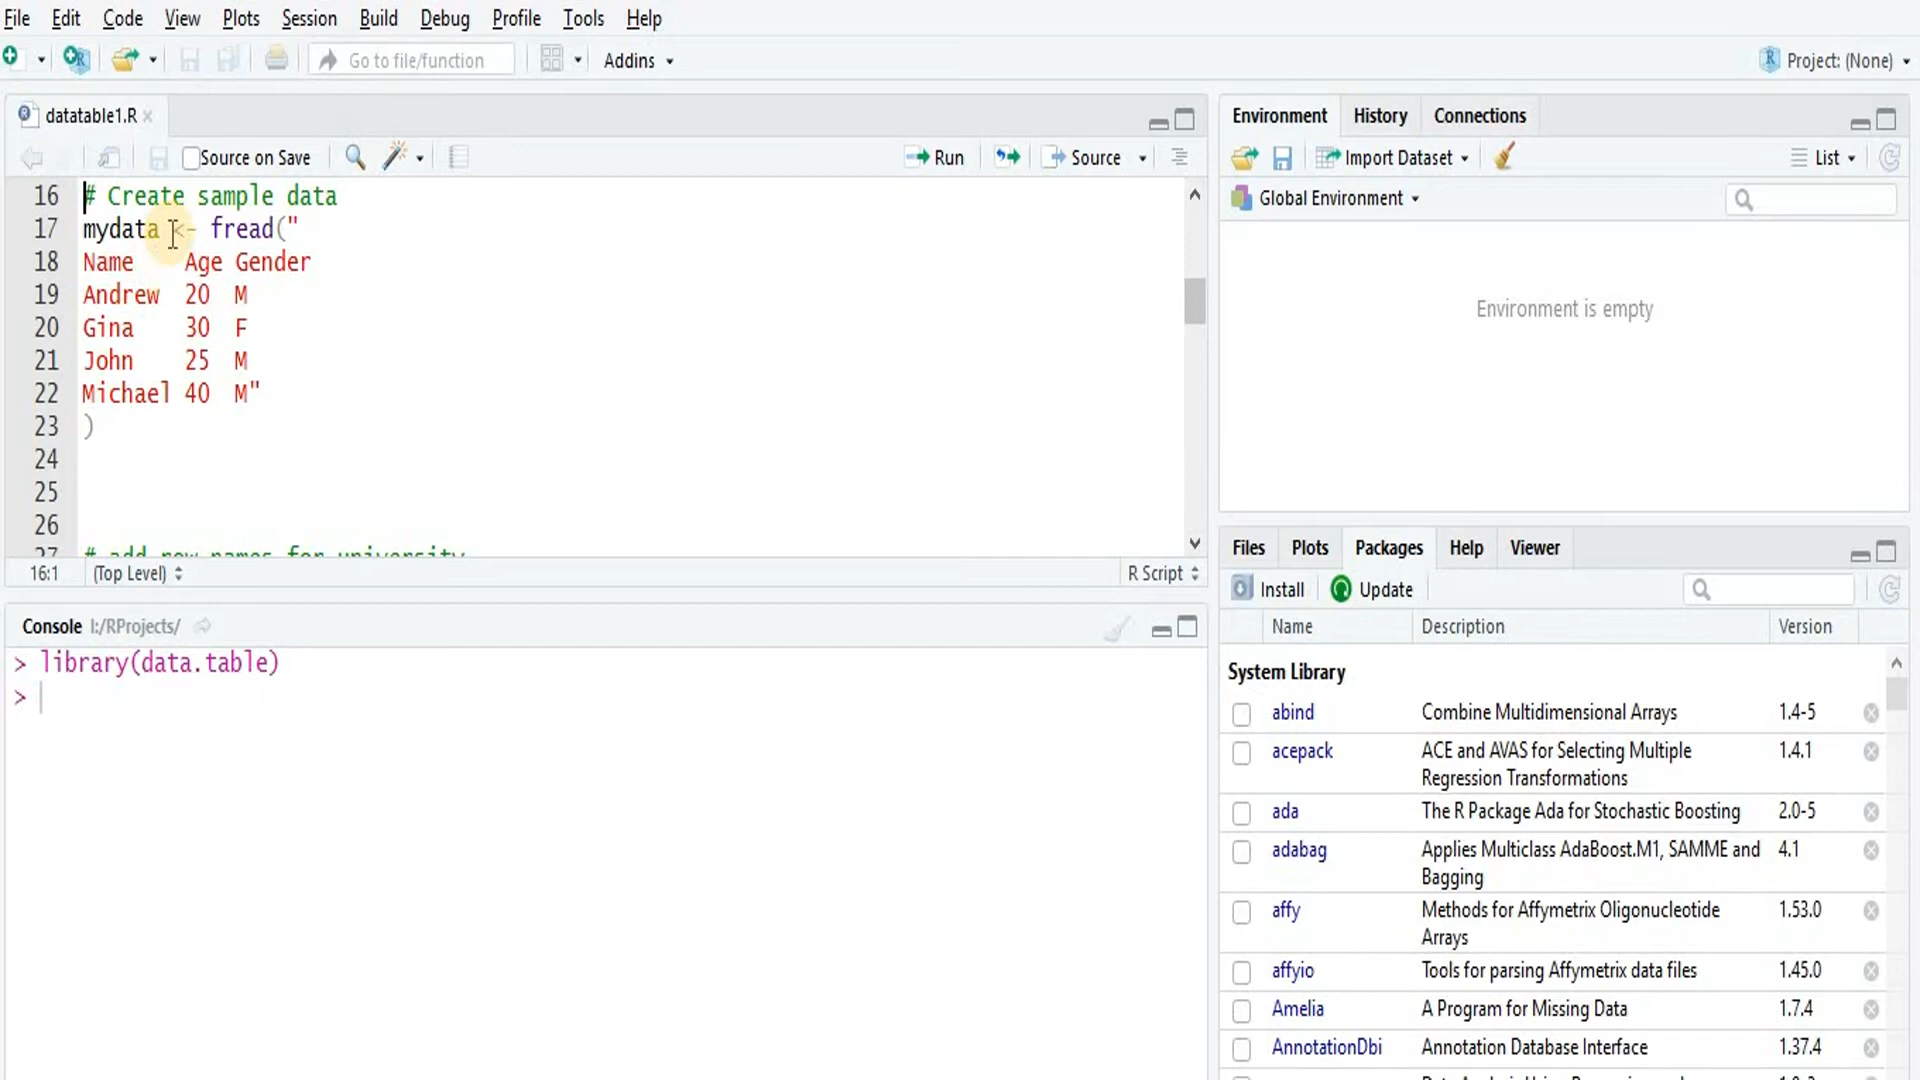 File Edit Code View Plots Session Build Debug Profile Tools Help
Go to file/function Addins Project: (None)
datatable1.R
Source on Save Run Source
16 # Create sample data
17 mydata <- fread("
18 Name Age Gender
19 Andrew 20 M
20 Gina 30 F
21 John 25 M
22 Michael 40 M"
23 )
24
25
26
27 # add row names for university
16:1 (Top Level) R Script
Console I:/RProjects/
> library(data.table)
>
Environment History Connections
Import Dataset List
Global Environment
Environment is empty
Files Plots Packages Help Viewer
Install Update
Name Description Version
System Library
abind Combine Multidimensional Arrays 1.4-5
acepack ACE and AVAS for Selecting Multiple 1.4.1
Regression Transformations
ada The R Package Ada for Stochastic Boosting 2.0-5
adabag Applies Multiclass AdaBoost.M1, SAMME and 4.1
Bagging
affy Methods for Affymetrix Oligonucleotide 1.53.0
Arrays
affyio Tools for parsing Affymetrix data files 1.45.0
Amelia A Program for Missing Data 1.7.4
AnnotationDbi Annotation Database Interface 1.37.4